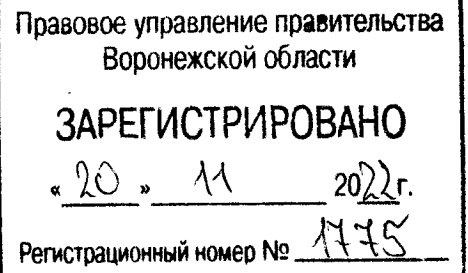 Правовое управление правительства
Воронежской области
ЗАРЕГИСТРИРОВАНО
« 20 » 11 2022г.
Регистрационный номер № 1775